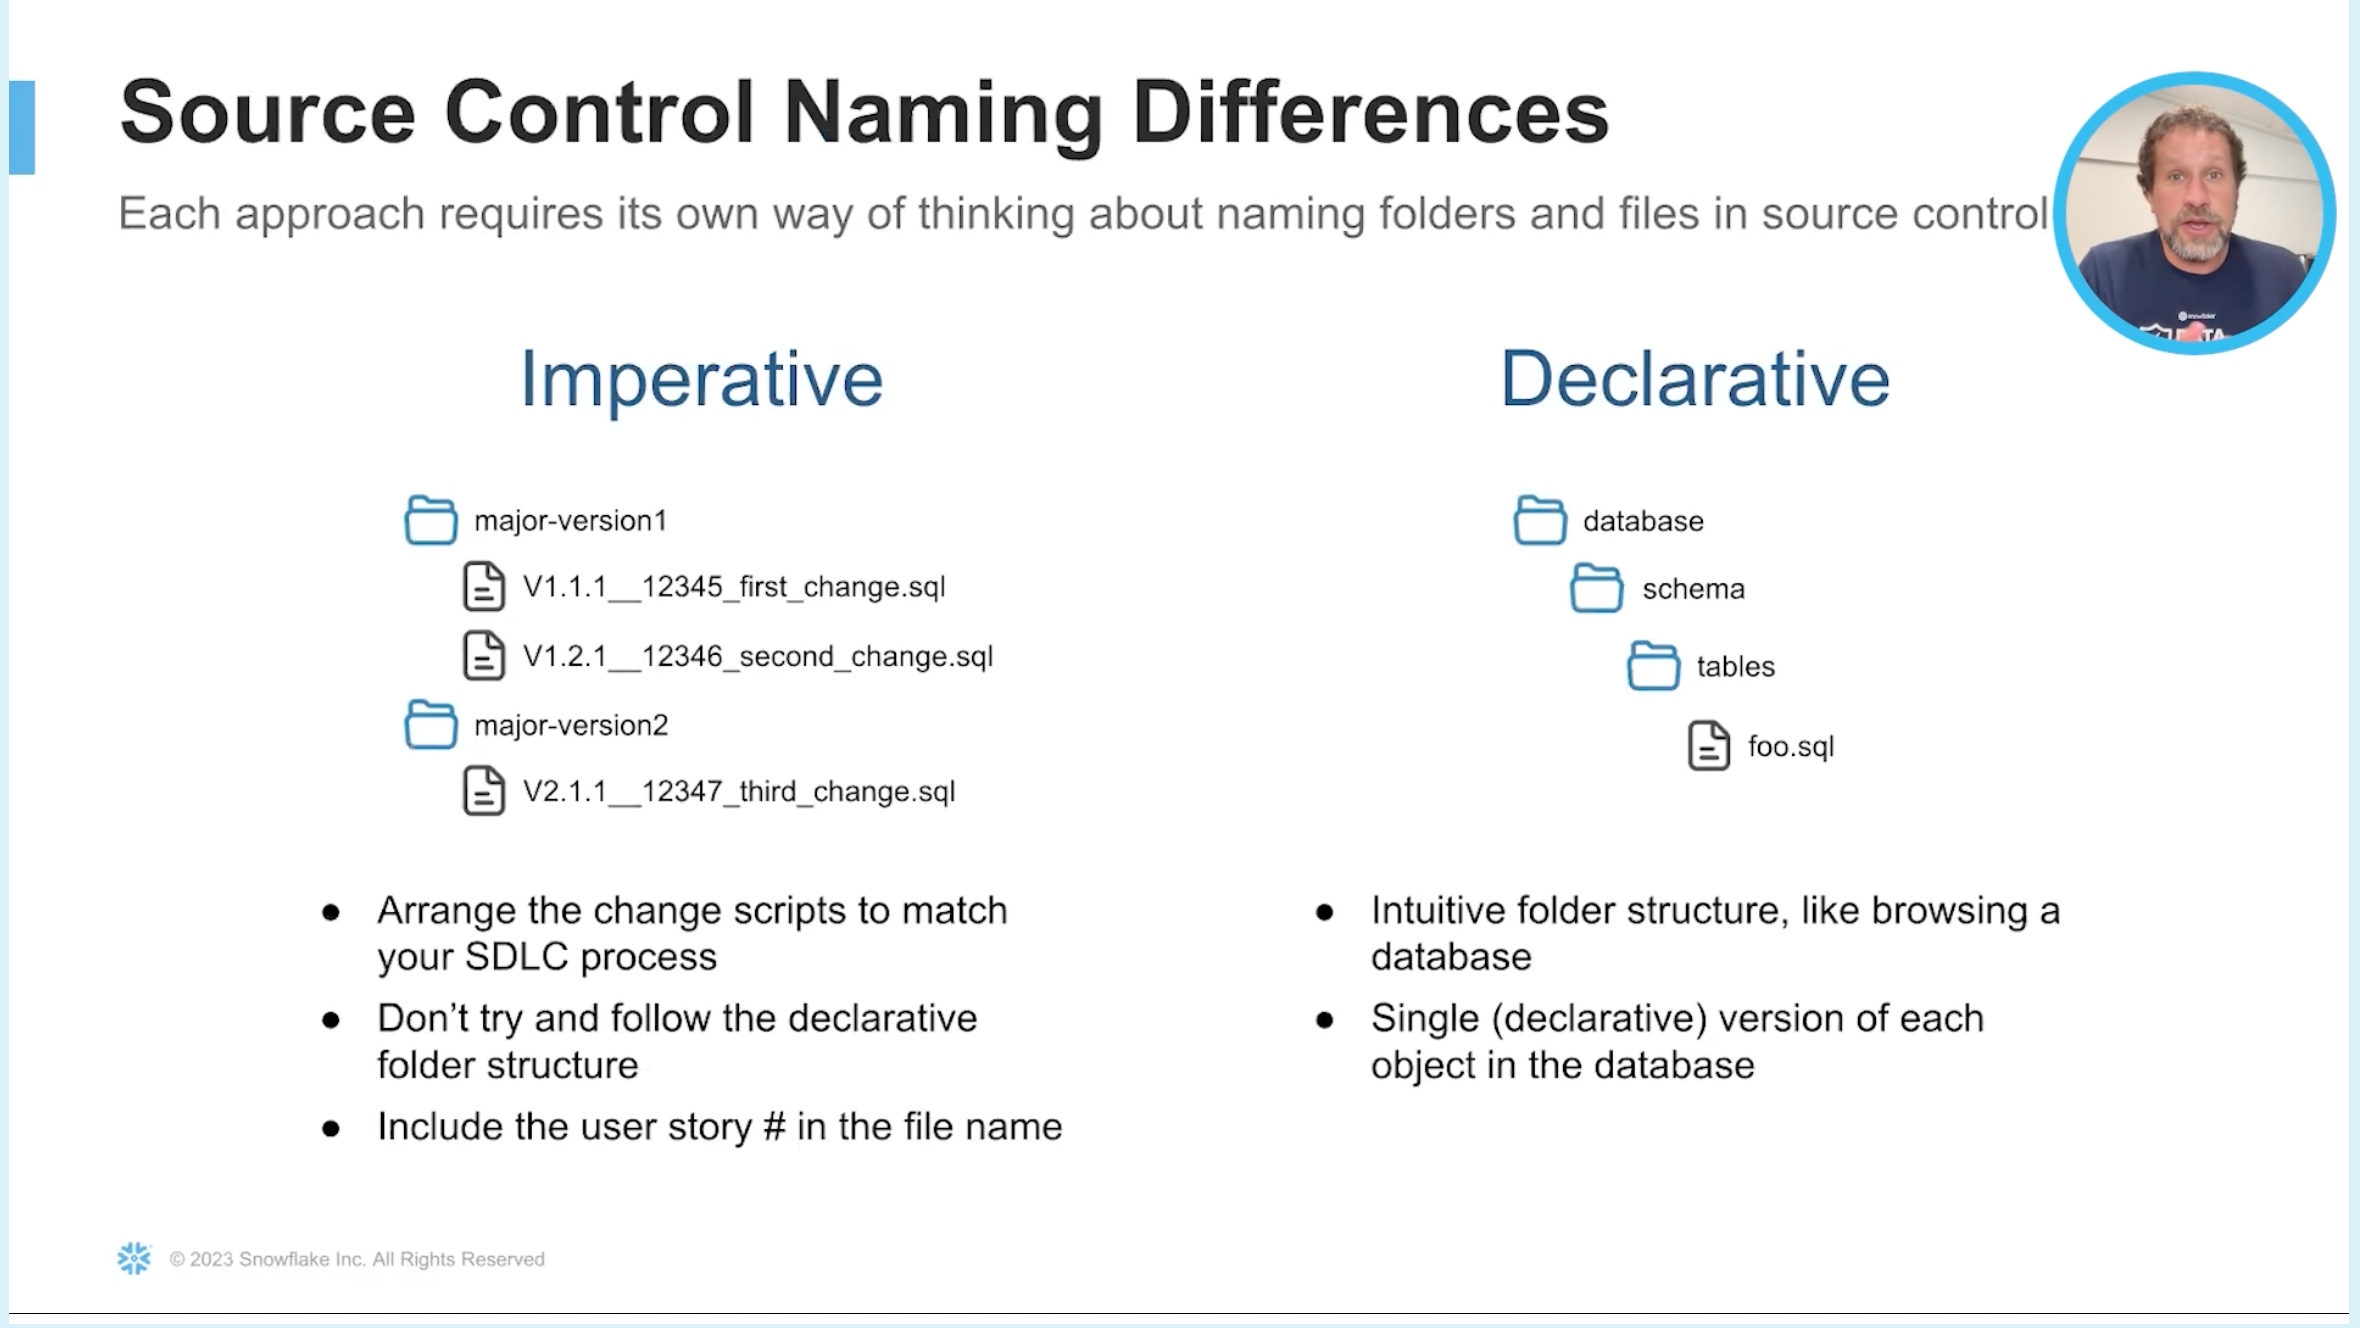 Source Control Naming Differences
Each approach requires its own way of thinking about naming folders and files in source control
snowflake
Imperative
major-version1
V1.1.1__12345_first_change.sql
V1.2.1__12346_second_change.sql
major-version2
V2.1.1__12347_third_change.sql
● Arrange the change scripts to match
your SDLC process
● Don’t try and follow the declarative
folder structure
● Include the user story # in the file name
Declarative
database
schema
tables
foo.sql
● Intuitive folder structure, like browsing a
database
● Single (declarative) version of each
object in the database
© 2023 Snowflake Inc. All Rights Reserved